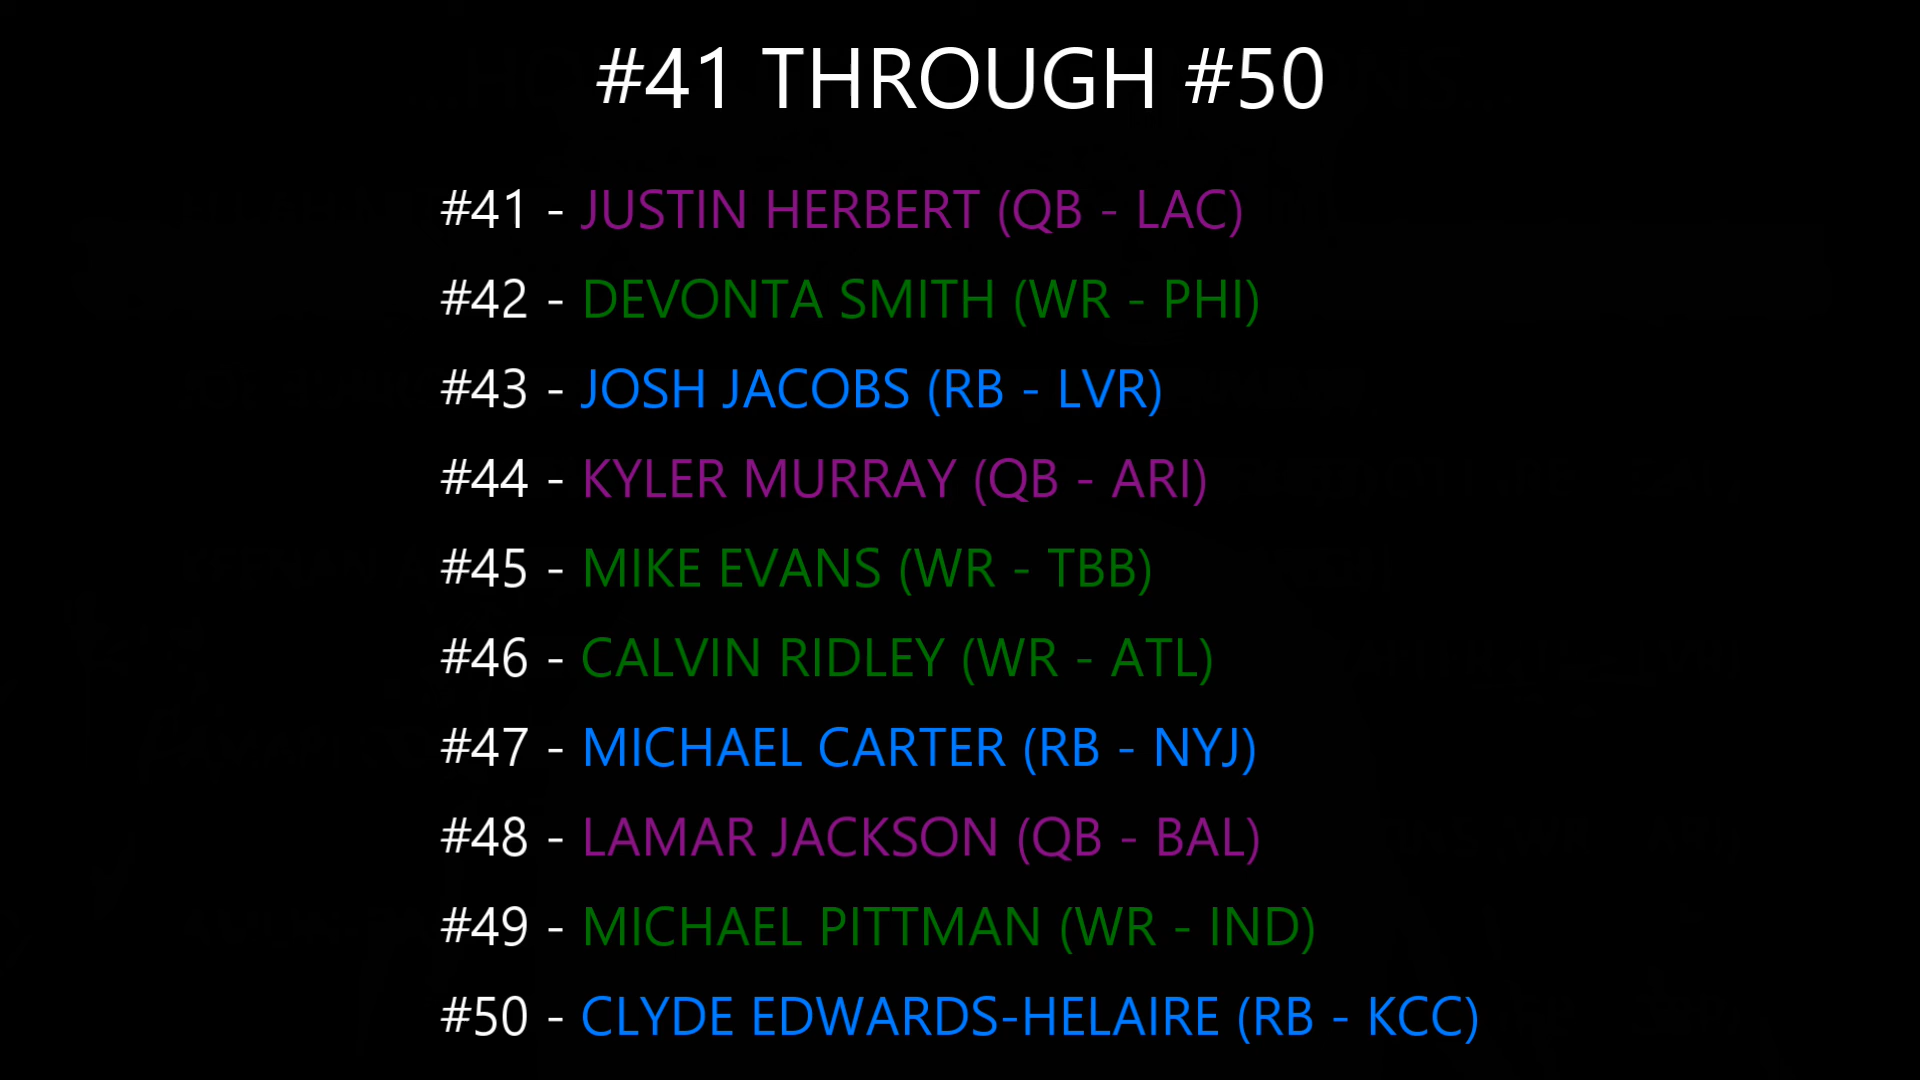 #41 THROUGH #50
#41 - JUSTIN HERBERT (QB - LAC)
#42 - DEVONTA SMITH (WR - PHI)
#43 - JOSH JACOBS (RB - LVR)
#44 - KYLER MURRAY (QB - ARI)
#45 - MIKE EVANS (WR - TBB)
#46 - CALVIN RIDLEY (WR - ATL)
#47 - MICHAEL CARTER (RB - NYJ)
#48 - LAMAR JACKSON (QB - BAL)
#49 - MICHAEL PITTMAN (WR - IND)
#50 - CLYDE EDWARDS-HELAIRE (RB - KCC)